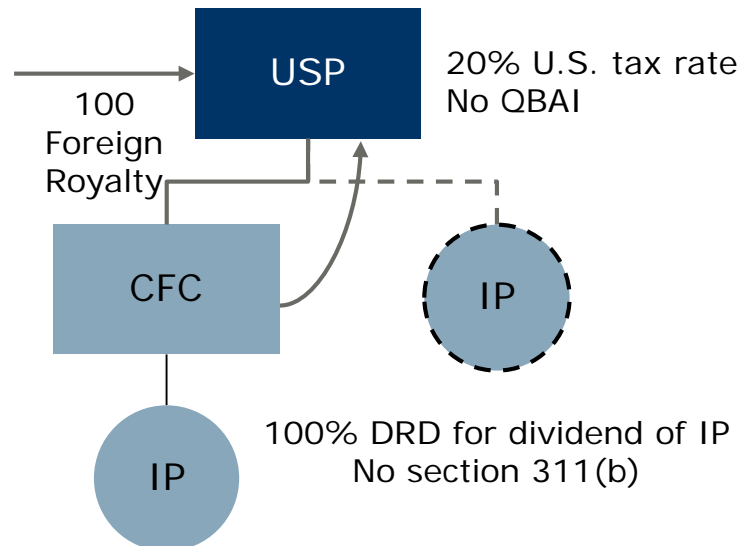 USP
20% U.S. tax rate
No QBAI
100
Foreign
Royalty
CFC
IP
100% DRD for dividend of IP
No section 311(b)
IP